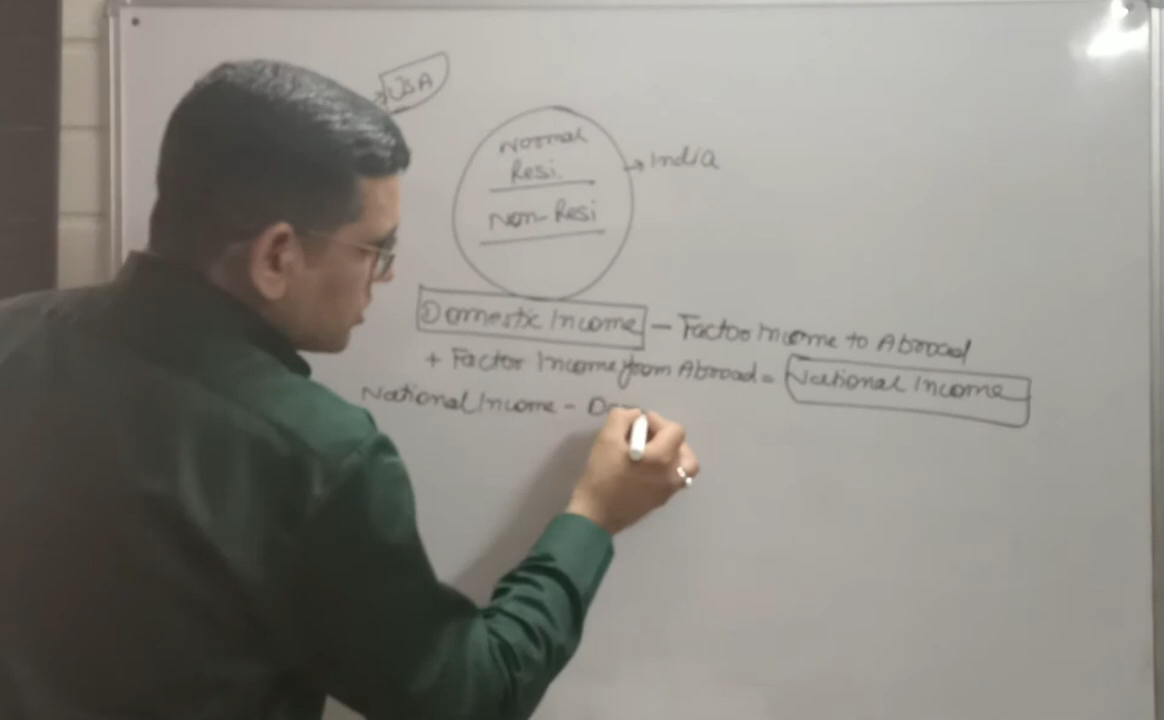 USA
Normal
Resi.
→ India
Non-Resi
Domestic Income - Factor Income to Abroad
+ Factor Income from Abroad = National Income
National Income - Dom